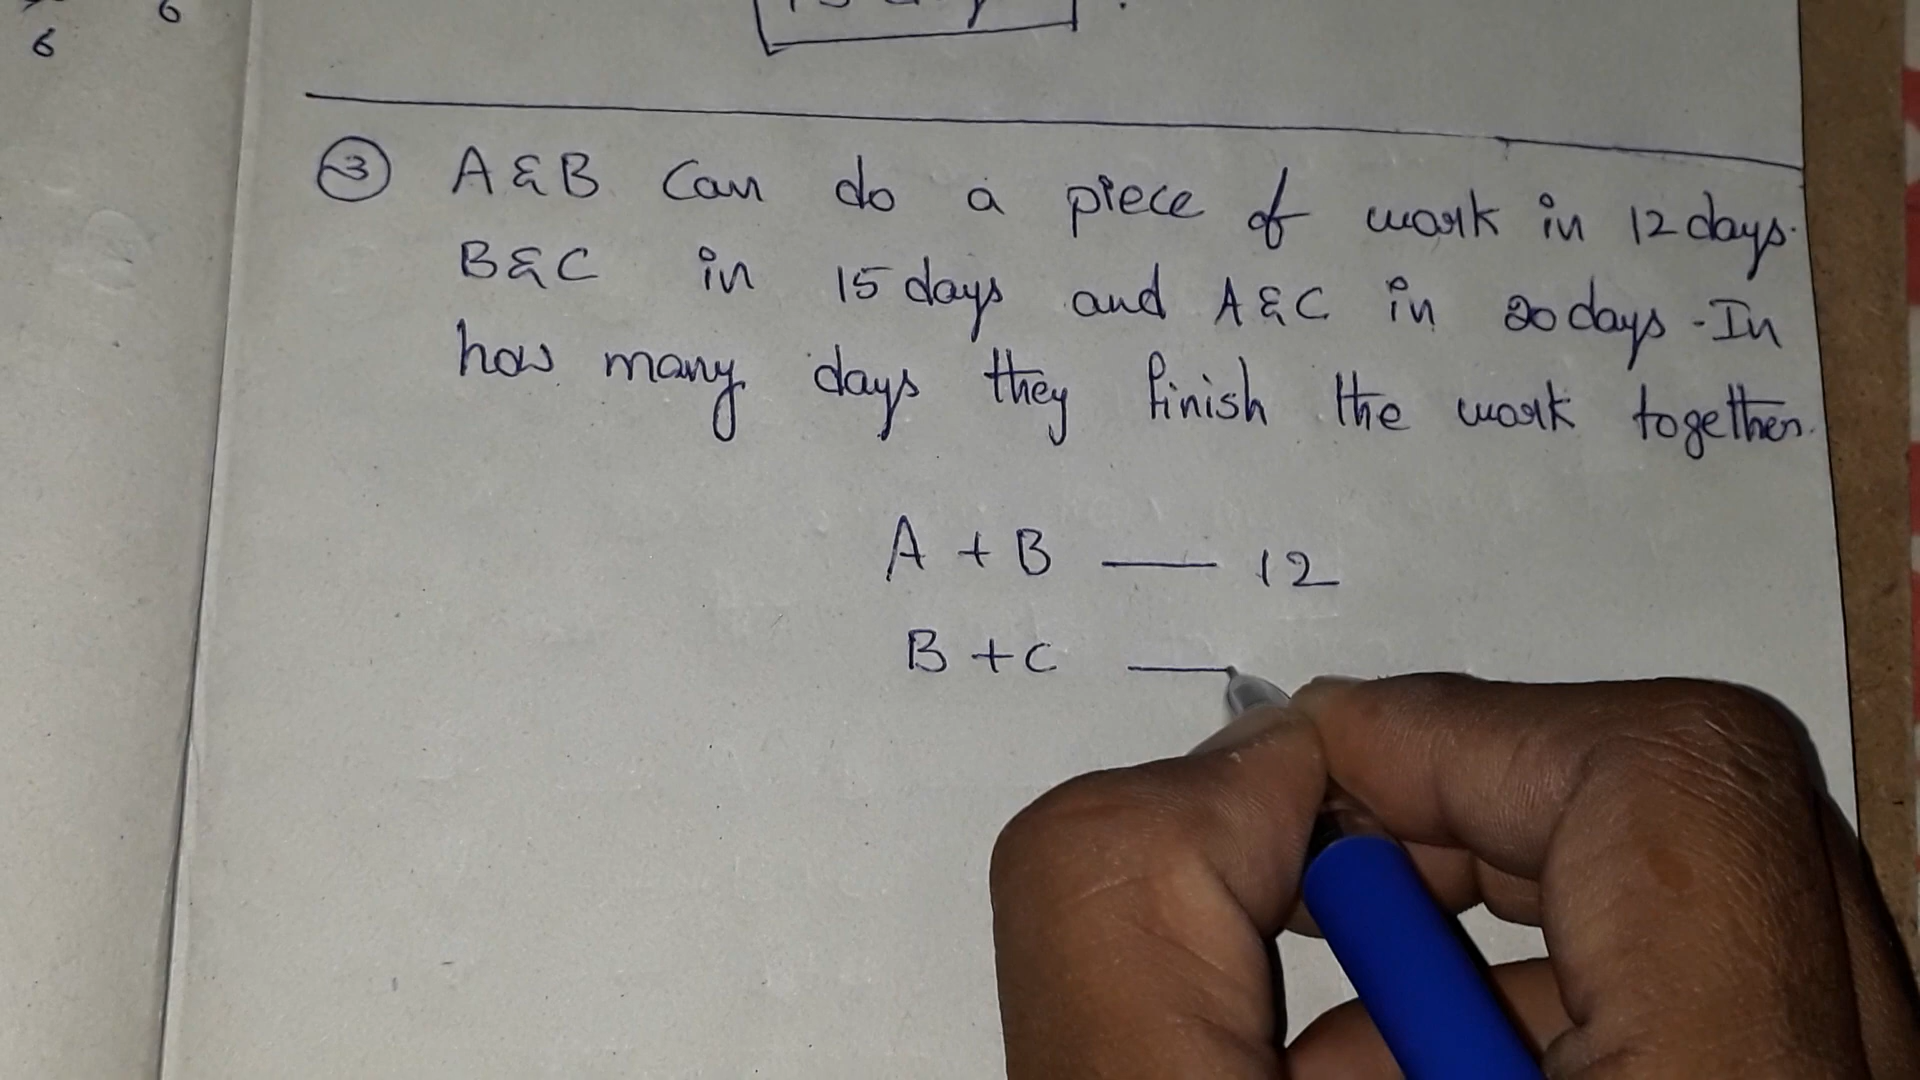 6
6
③ A & B Can do a piece of work in 12 days.
B & C in 15 days and A & C in 20 days - In
how many days they finish the work together.
A + B — 12
B + C —